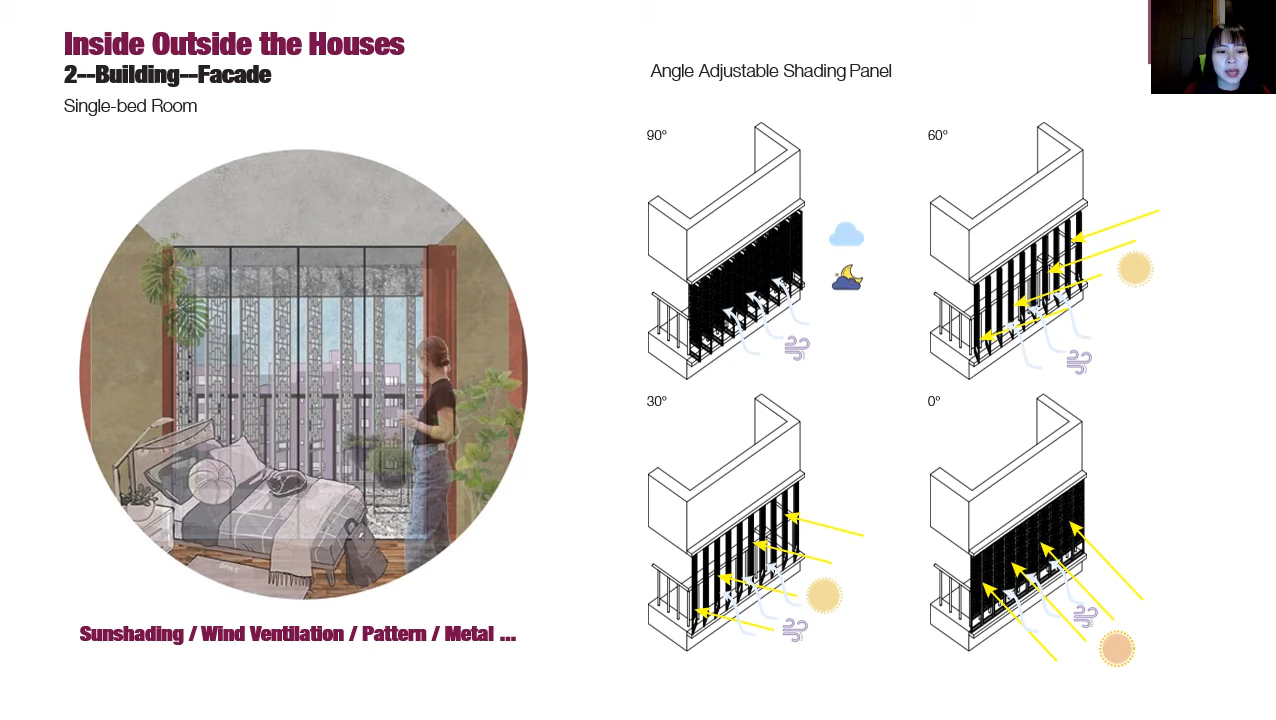 Inside Outside the Houses
2--Building--Facade
Single-bed Room
Sunshading / Wind Ventilation / Pattern / Metal ...
Angle Adjustable Shading Panel
90°
60°
30°
0°